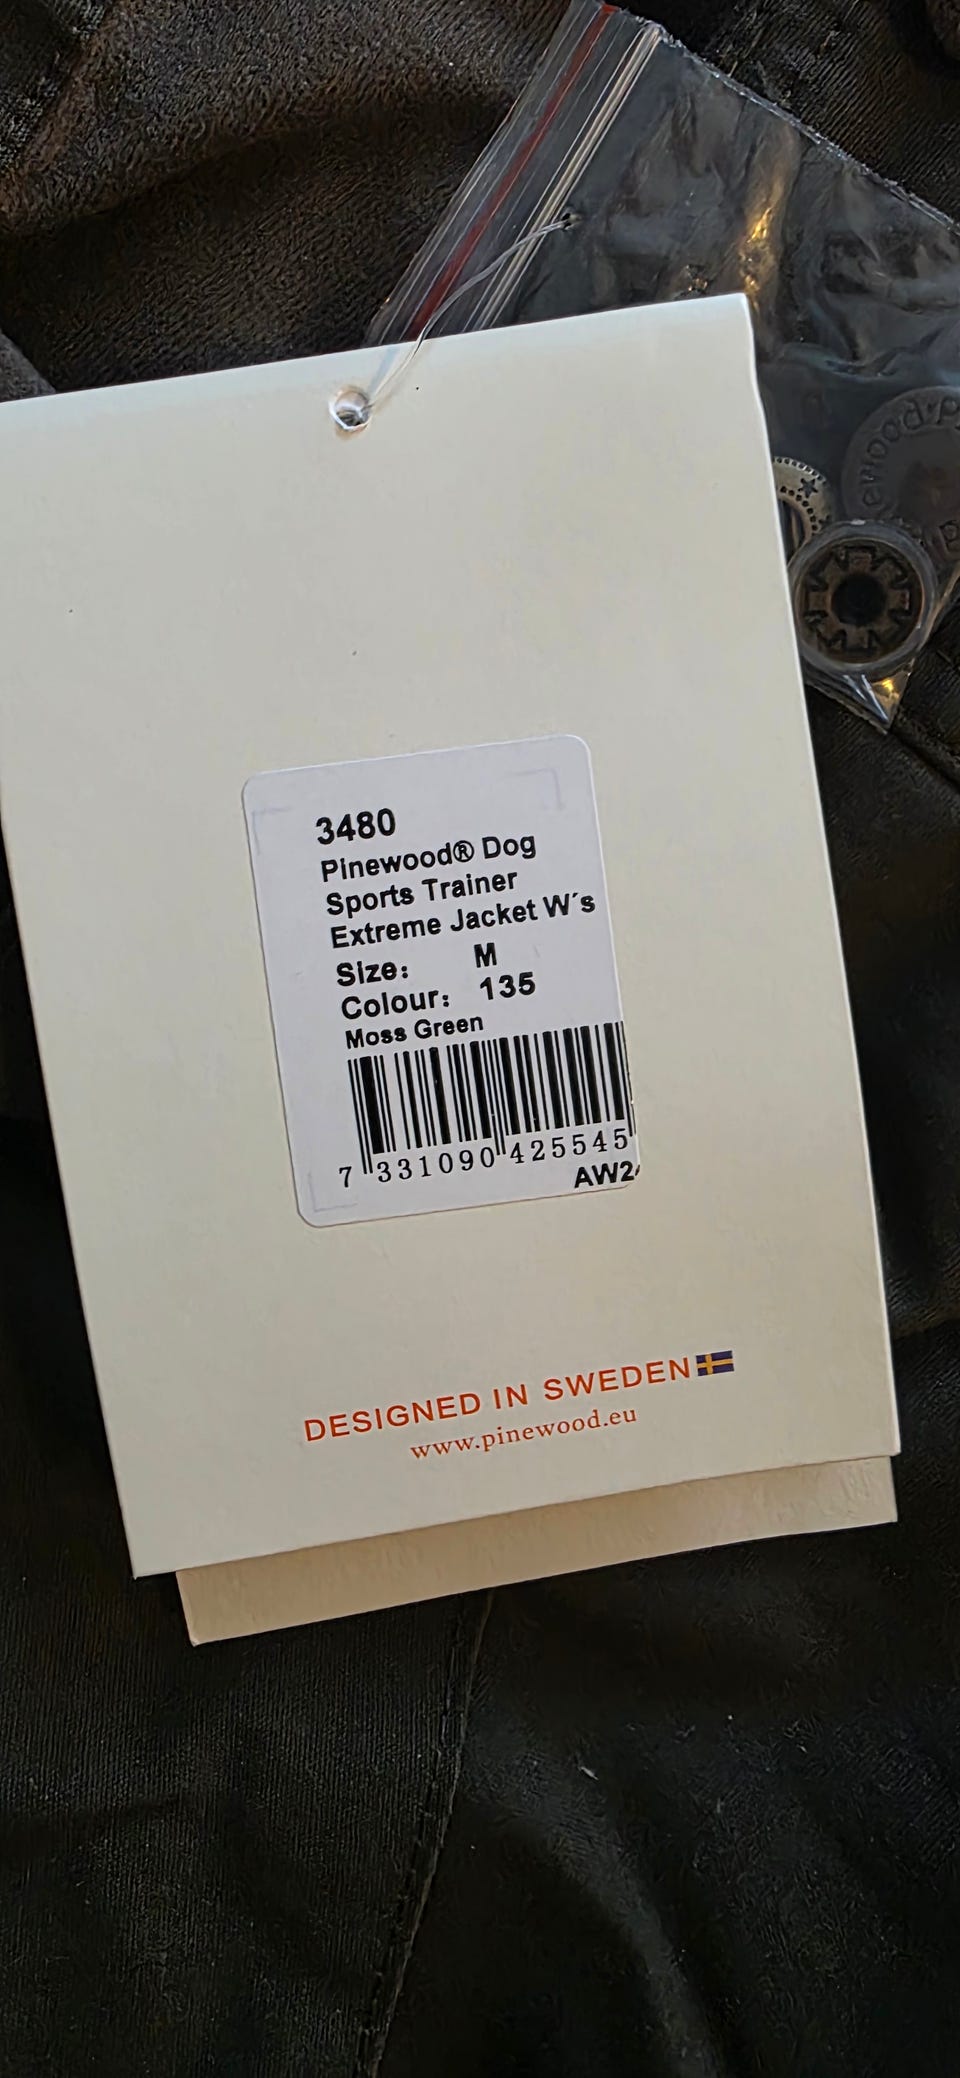 3480
Pinewood® Dog
Sports Trainer
Extreme Jacket W´s
Size: M
Colour: 135
Moss Green
7 331090 425545
DESIGNED IN SWEDEN
www.pinewood.eu